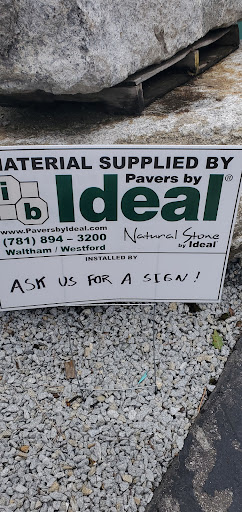 MATERIAL SUPPLIED BY
Pavers by
ib Ideal®
www.PaversbyIdeal.com
(781) 894 – 3200
Waltham / Westford
Natural Stone
by Ideal
INSTALLED BY
ASK US FOR A SIGN!